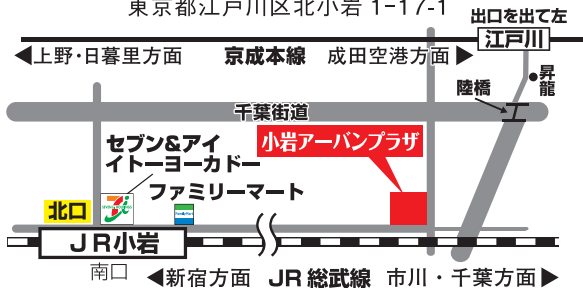 東京都江戸川区北小岩 1-17-1
出口を出て左
江戸川
◀上野・日暮里方面 京成本線 成田空港方面▶
昇龍
陸橋
千葉街道
セブン&アイ
イトーヨーカドー
小岩アーバンプラザ
ファミリーマート
北口
FamilyMart
JR小岩
南口
◀新宿方面 JR総武線 市川・千葉方面▶